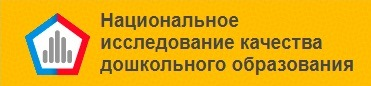 Национальное
исследование качества
дошкольного образования